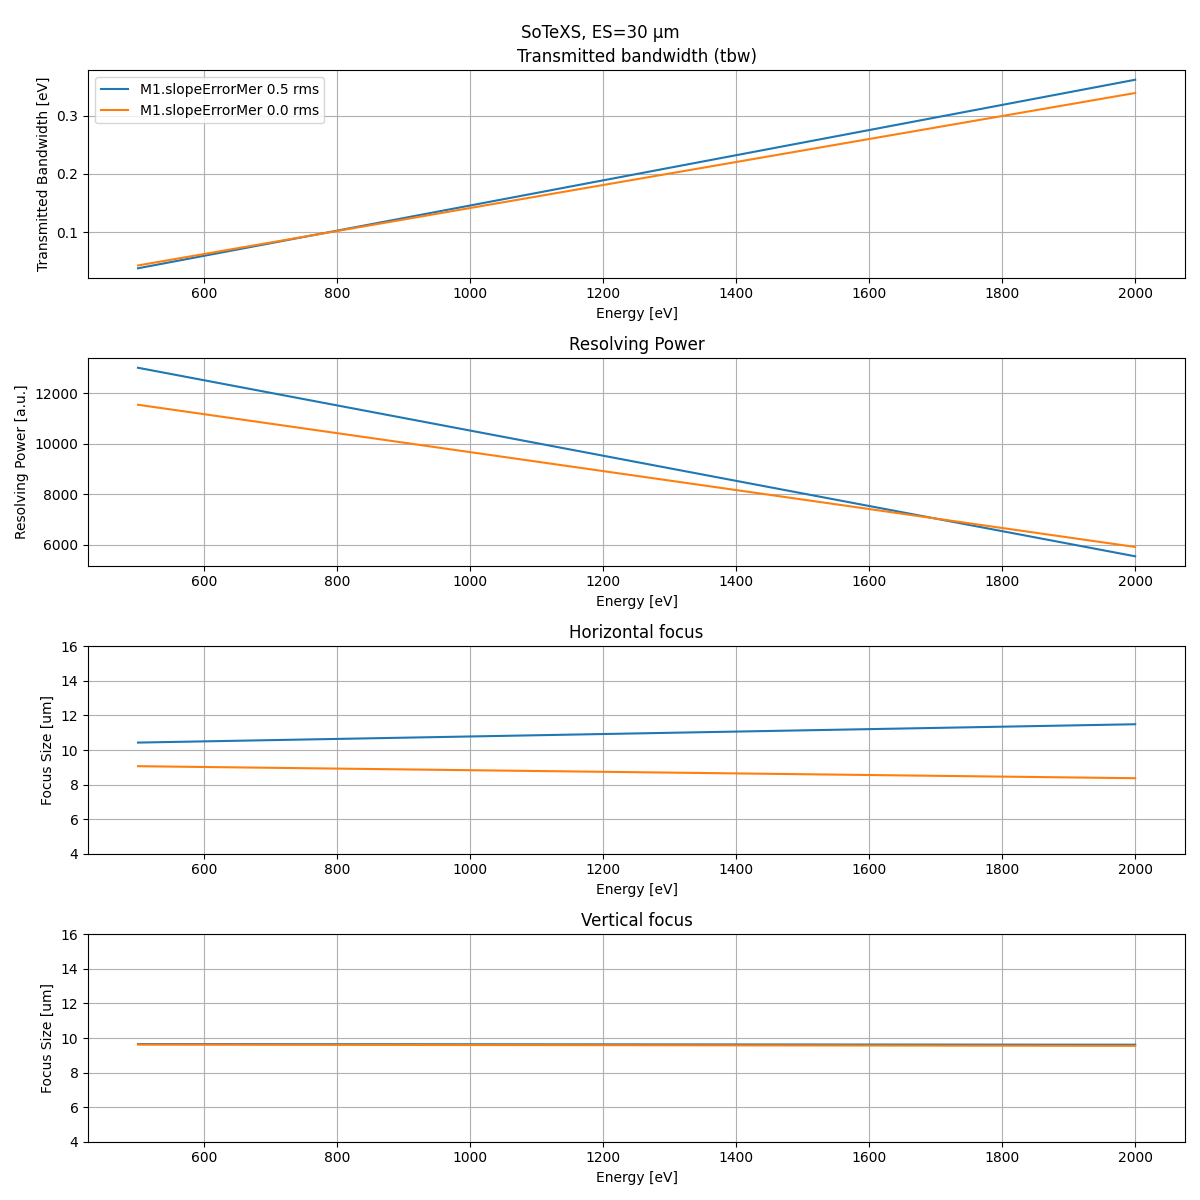 SoTeXS, ES=30 μm
Transmitted bandwidth (tbw)
M1.slopeErrorMer 0.5 rms
M1.slopeErrorMer 0.0 rms
Transmitted Bandwidth [eV]
0.3
0.2
0.1
600 800 1000 1200 1400 1600 1800 2000
Energy [eV]
Resolving Power
Resolving Power [a.u.]
12000
10000
8000
6000
600 800 1000 1200 1400 1600 1800 2000
Energy [eV]
Horizontal focus
Focus Size [um]
16
14
12
10
8
6
4
600 800 1000 1200 1400 1600 1800 2000
Energy [eV]
Vertical focus
Focus Size [um]
16
14
12
10
8
6
4
600 800 1000 1200 1400 1600 1800 2000
Energy [eV]